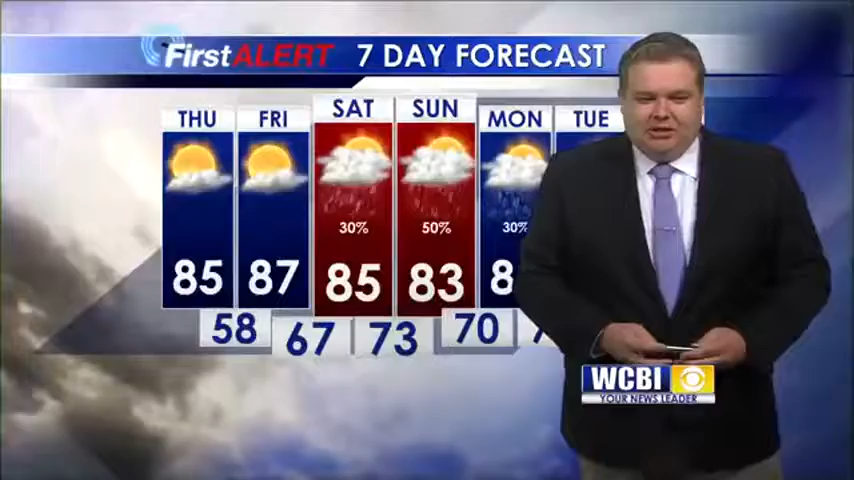 FirstALERT 7 DAY FORECAST
THU FRI SAT SUN MON TUE
30% 50% 30%
85 87 85 83 8
58 67 73 70
WCBI
YOUR NEWS LEADER